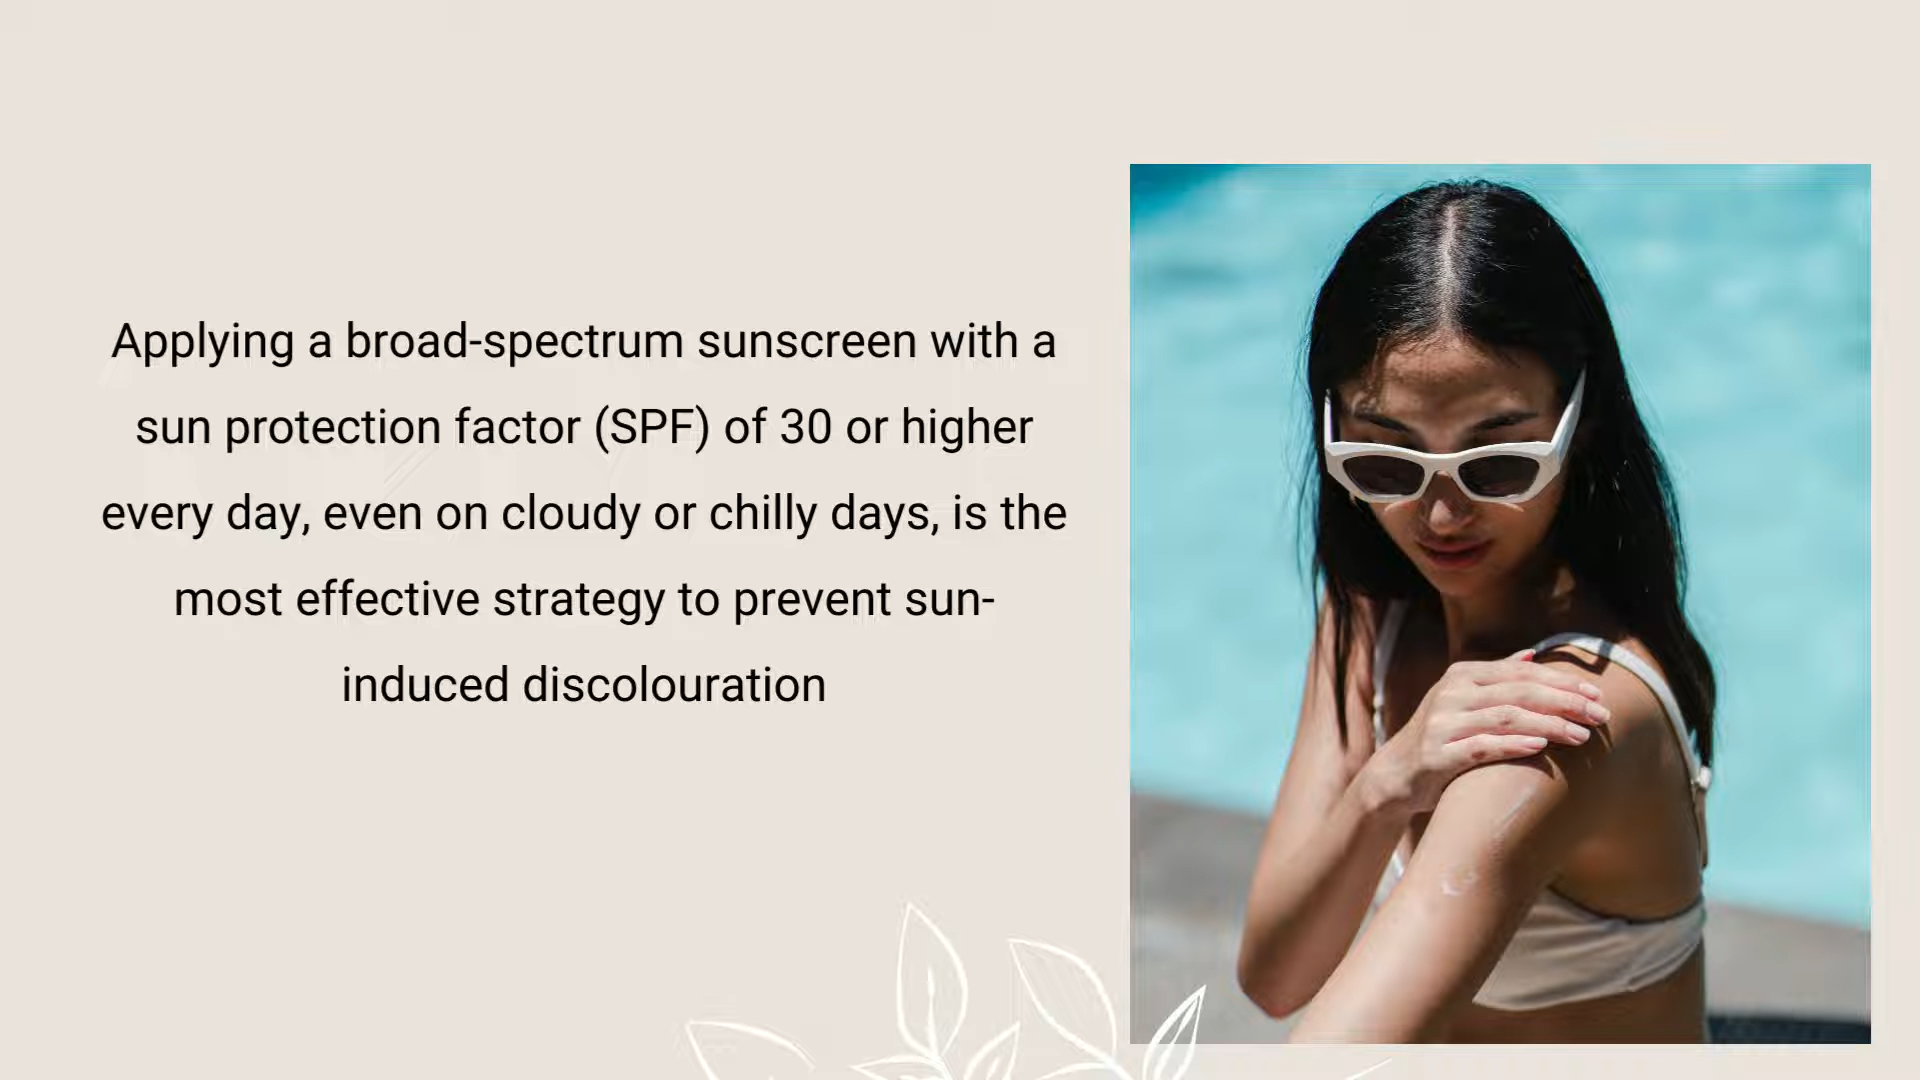 Applying a broad-spectrum sunscreen with a
sun protection factor (SPF) of 30 or higher
every day, even on cloudy or chilly days, is the
most effective strategy to prevent sun-
induced discolouration